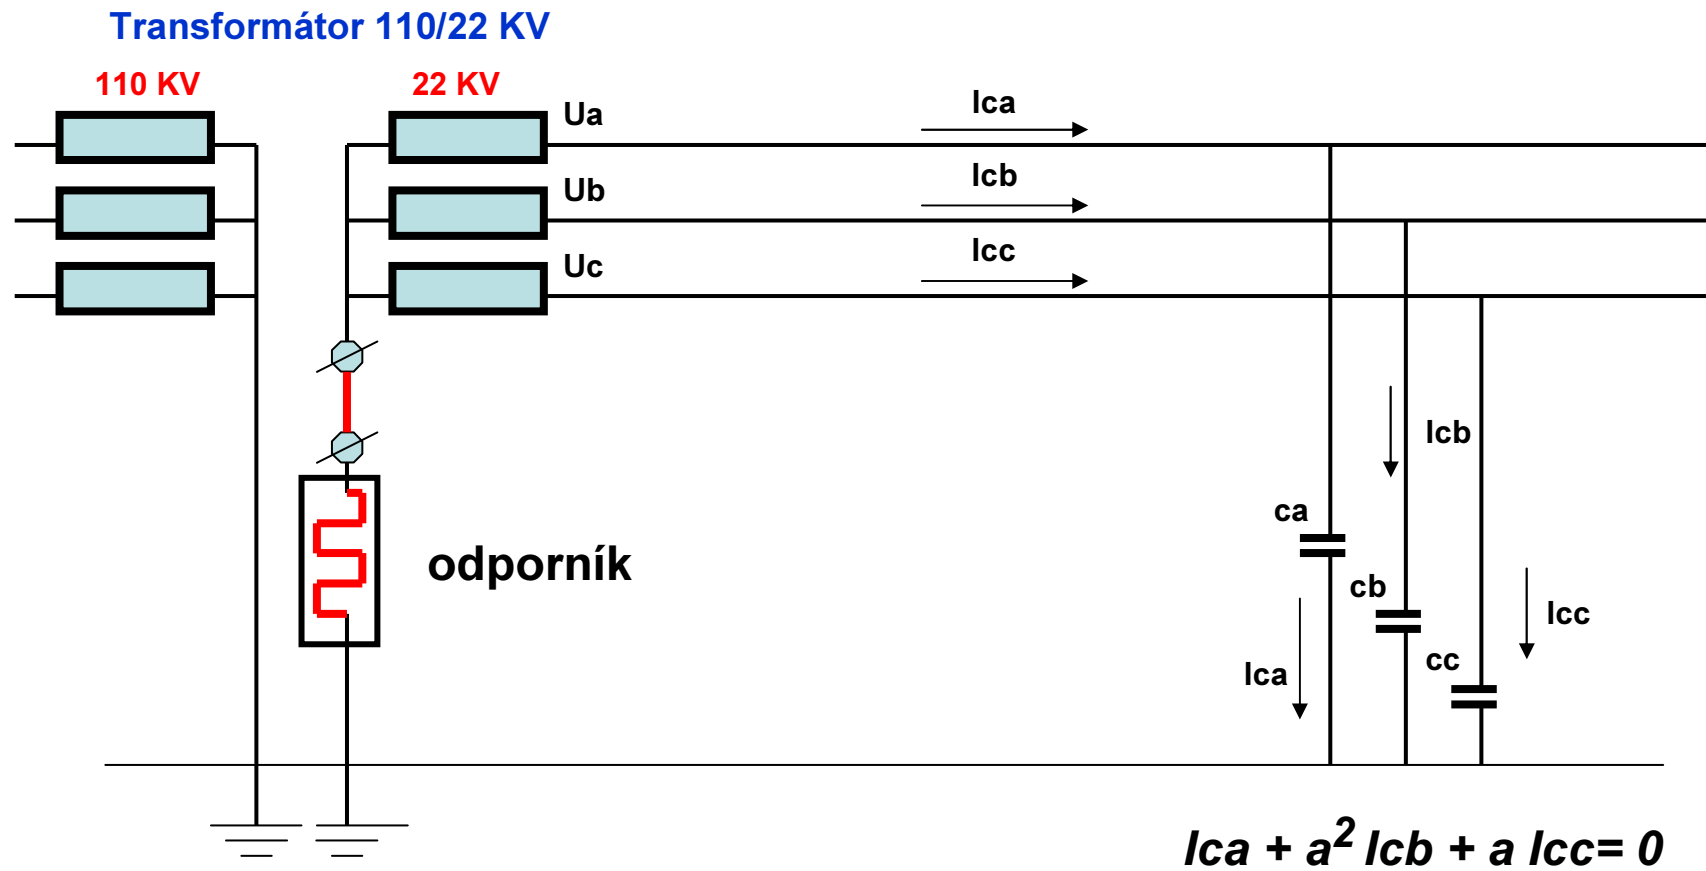 Transformátor 110/22 KV
110 KV
22 KV
Ua
Ica
Ub
Icb
Uc
Icc
Icb
ca
odporník
cb
Icc
cc
Ica
Ica + a² Icb + a Icc= 0